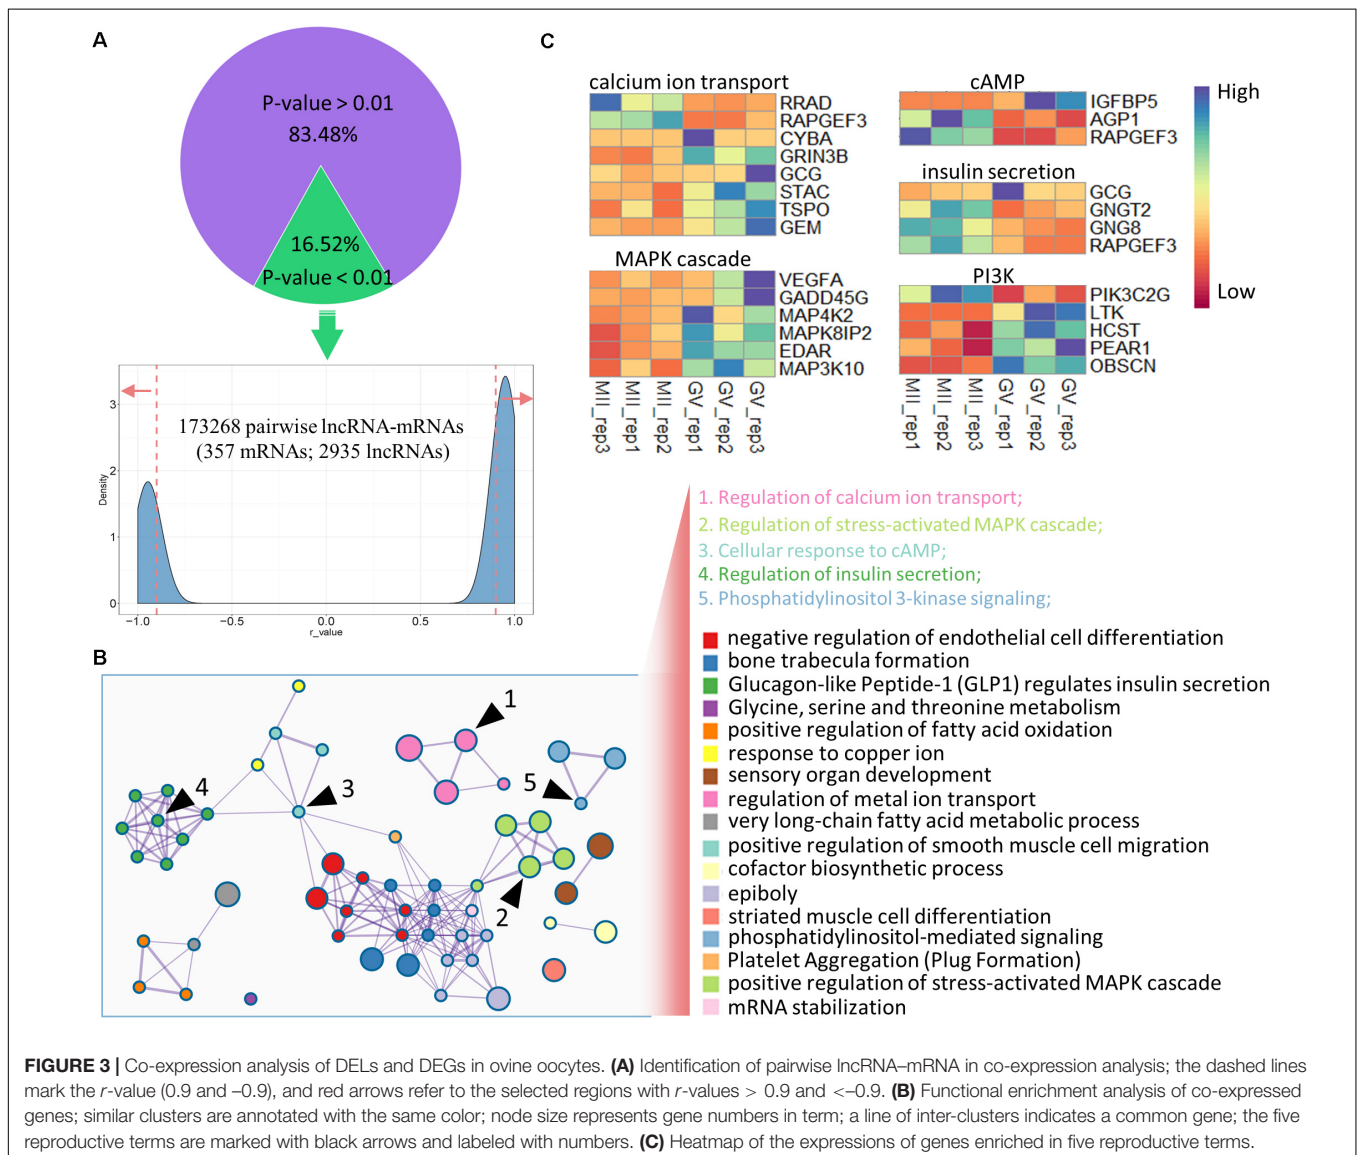 A
P-value > 0.01
83.48%
16.52%
P-value < 0.01
173268 pairwise lncRNA-mRNAs
(357 mRNAs; 2935 lncRNAs)
Density
3
2
1
0
−1.0
−0.5
0.0
0.5
1.0
r_value
C
calcium ion transport
RRAD
RAPGEF3
CYBA
GRIN3B
GCG
STAC
TSPO
GEM
MAPK cascade
VEGFA
GADD45G
MAP4K2
MAPK8IP2
EDAR
MAP3K10
MII_rep3
MII_rep1
MII_rep2
GV_rep1
GV_rep2
GV_rep3
cAMP
IGFBP5
AGP1
RAPGEF3
insulin secretion
GCG
GNGT2
GNG8
RAPGEF3
PI3K
PIK3C2G
LTK
HCST
PEAR1
OBSCN
MII_rep1
MII_rep2
MII_rep3
GV_rep1
GV_rep2
GV_rep3
High
Low
B
1
2
3
4
5
1. Regulation of calcium ion transport;
2. Regulation of stress-activated MAPK cascade;
3. Cellular response to cAMP;
4. Regulation of insulin secretion;
5. Phosphatidylinositol 3-kinase signaling;
negative regulation of endothelial cell differentiation
bone trabecula formation
Glucagon-like Peptide-1 (GLP1) regulates insulin secretion
Glycine, serine and threonine metabolism
positive regulation of fatty acid oxidation
response to copper ion
sensory organ development
regulation of metal ion transport
very long-chain fatty acid metabolic process
positive regulation of smooth muscle cell migration
cofactor biosynthetic process
epiboly
striated muscle cell differentiation
phosphatidylinositol-mediated signaling
Platelet Aggregation (Plug Formation)
positive regulation of stress-activated MAPK cascade
mRNA stabilization
FIGURE 3 | Co-expression analysis of DELs and DEGs in ovine oocytes. (A) Identification of pairwise lncRNA–mRNA in co-expression analysis; the dashed lines
mark the r-value (0.9 and –0.9), and red arrows refer to the selected regions with r-values > 0.9 and <–0.9. (B) Functional enrichment analysis of co-expressed
genes; similar clusters are annotated with the same color; node size represents gene numbers in term; a line of inter-clusters indicates a common gene; the five
reproductive terms are marked with black arrows and labeled with numbers. (C) Heatmap of the expressions of genes enriched in five reproductive terms.